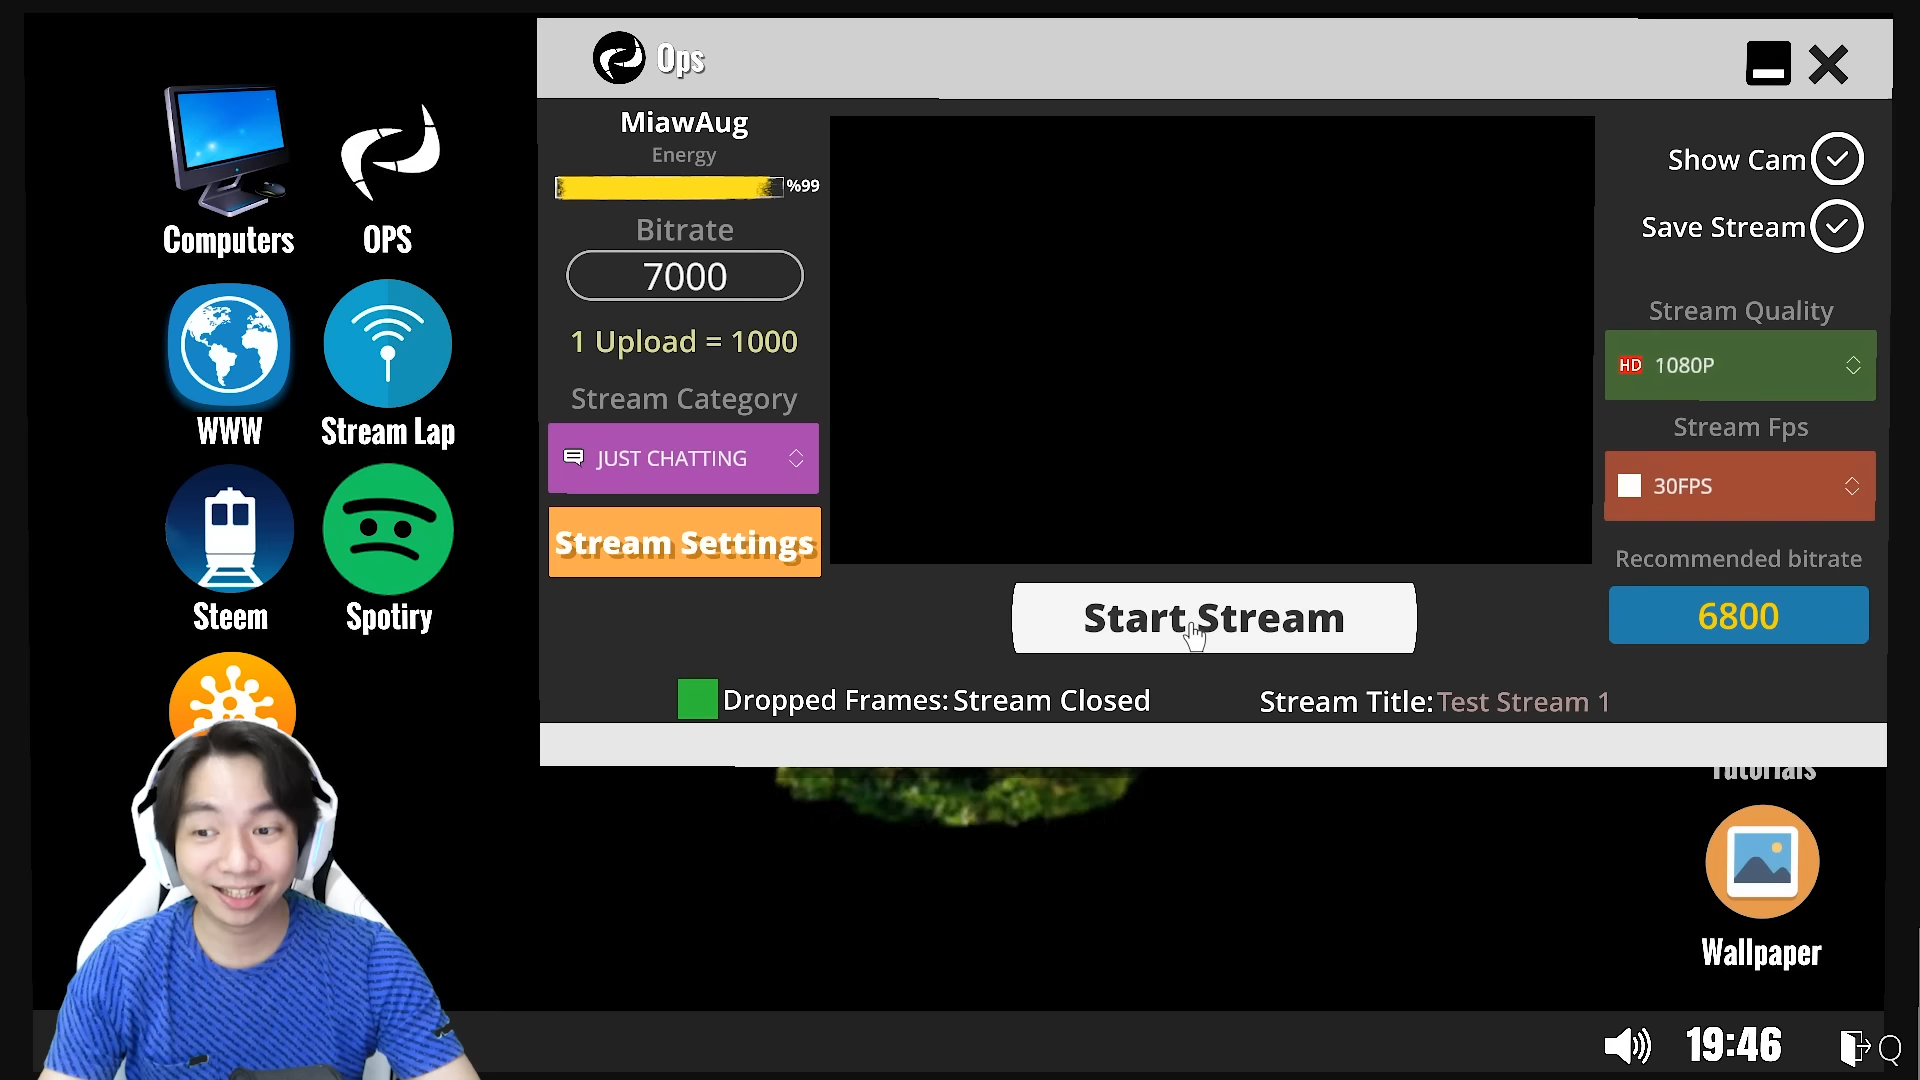 Ops
MiawAug
Energy
%99
Bitrate
7000
1 Upload = 1000
Stream Category
JUST CHATTING
Stream Settings
Show Cam
Save Stream
Stream Quality
HD 1080P
Stream Fps
30FPS
Recommended bitrate
6800
Start Stream
Dropped Frames: Stream Closed
Stream Title: Test Stream 1
Computers
OPS
WWW
Stream Lap
Steem
Spotiry
Tutorials
Wallpaper
19:46
Q